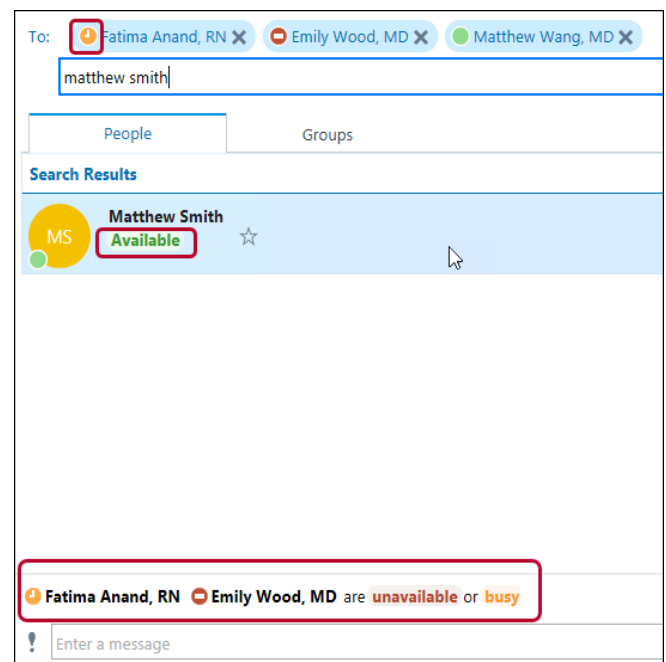 To: Fatima Anand, RN Emily Wood, MD Matthew Wang, MD
matthew smith
People Groups
Search Results
MS Matthew Smith
Available
Fatima Anand, RN Emily Wood, MD are unavailable or busy
Enter a message